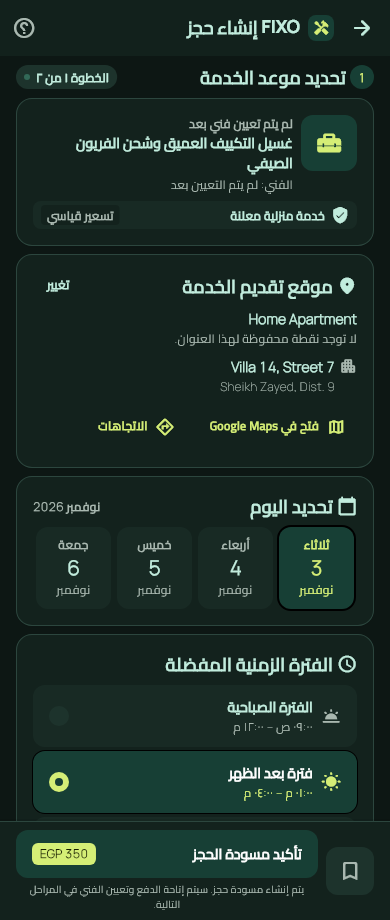 FIXO إنشاء حجز
1 تحديد موعد الخدمة
الخطوة ١ من ٢
لم يتم تعيين فني بعد
غسيل التكييف العميق وشحن الفريون
الصيفي
الفني: لم يتم التعيين بعد
خدمة منزلية معلنة
تسعير قياسي
موقع تقديم الخدمة
تغيير
Home Apartment
لا توجد نقطة محفوظة لهذا العنوان.
Villa 14, Street 7
Sheikh Zayed, Dist. 9
فتح في Google Maps
الاتجاهات
تحديد اليوم
نوفمبر 2026
ثلاثاء
3
نوفمبر
أربعاء
4
نوفمبر
خميس
5
نوفمبر
جمعة
6
نوفمبر
الفترة الزمنية المفضلة
الفترة الصباحية
٠٩:٠٠ ص – ١٢:٠٠ م
فترة بعد الظهر
٠١:٠٠ م – ٠٤:٠٠ م
تأكيد مسودة الحجز
EGP 350
يتم إنشاء مسودة حجز. سيتم إتاحة الدفع وتعيين الفني في المراحل
التالية.